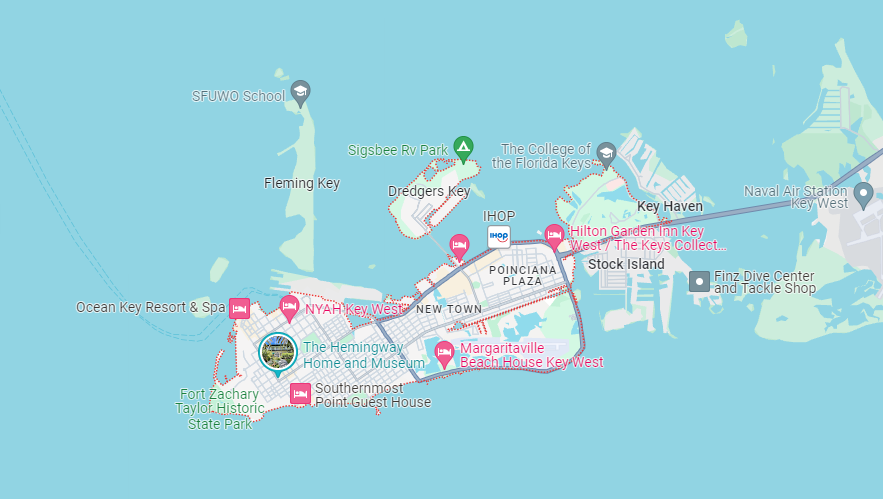 SFUWO School
Sigsbee Rv Park
The College of
the Florida Keys
Fleming Key
Dredgers Key
Naval Air Station
Key West
Key Haven
IHOP
IHOP
Hilton Garden Inn Key
West / The Keys Collect...
POINCIANA
PLAZA
Stock Island
Finz Dive Center
and Tackle Shop
Ocean Key Resort & Spa
NYAH Key West
NEW TOWN
The Hemingway
Home and Museum
Margaritaville
Beach House Key West
Fort Zachary
Taylor Historic
State Park
Southernmost
Point Guest House